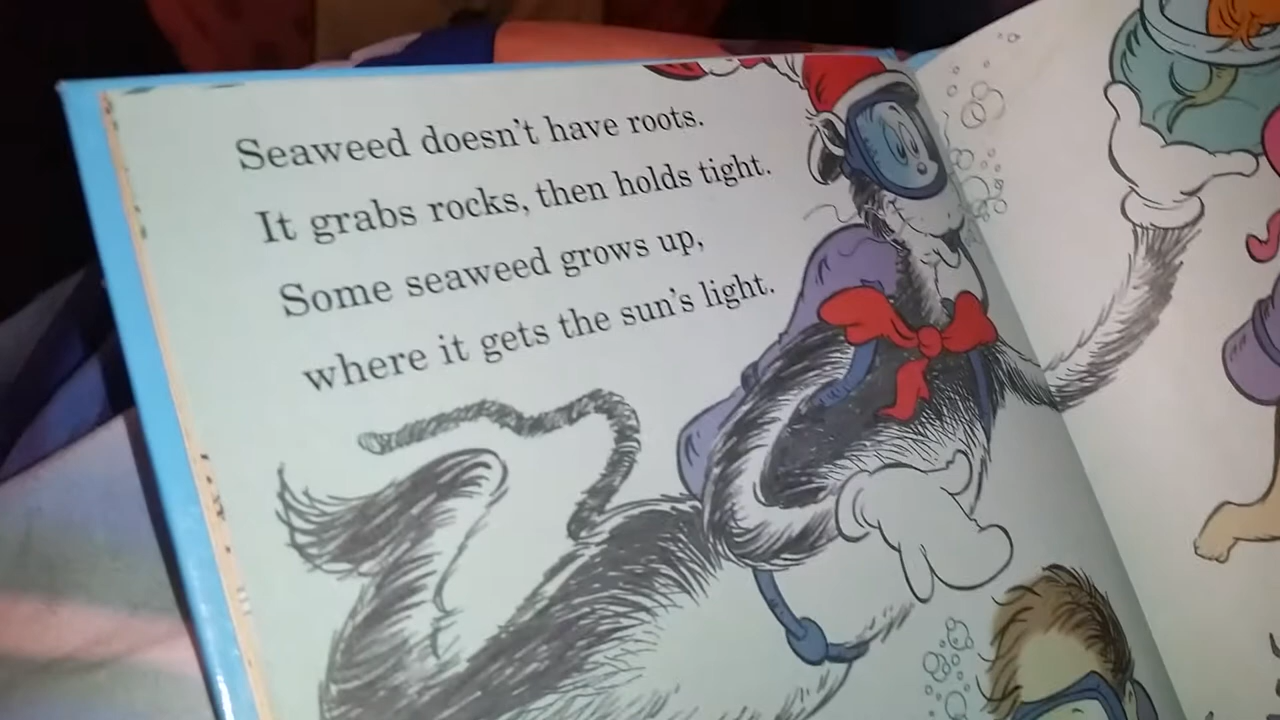 Seaweed doesn't have roots.
It grabs rocks, then holds tight.
Some seaweed grows up,
where it gets the sun's light.